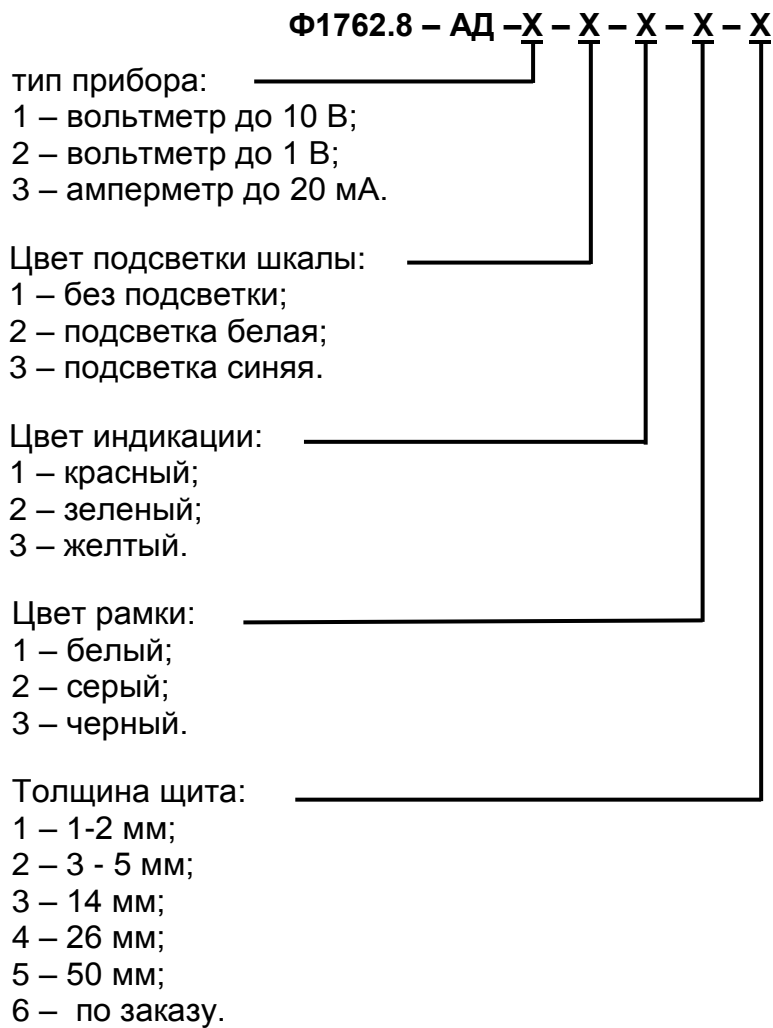 Ф1762.8 – АД –Х – Х – Х – Х – Х
тип прибора:
1 – вольтметр до 10 В;
2 – вольтметр до 1 В;
3 – амперметр до 20 мА.
Цвет подсветки шкалы:
1 – без подсветки;
2 – подсветка белая;
3 – подсветка синяя.
Цвет индикации:
1 – красный;
2 – зеленый;
3 – желтый.
Цвет рамки:
1 – белый;
2 – серый;
3 – черный.
Толщина щита:
1 – 1-2 мм;
2 – 3 - 5 мм;
3 – 14 мм;
4 – 26 мм;
5 – 50 мм;
6 – по заказу.